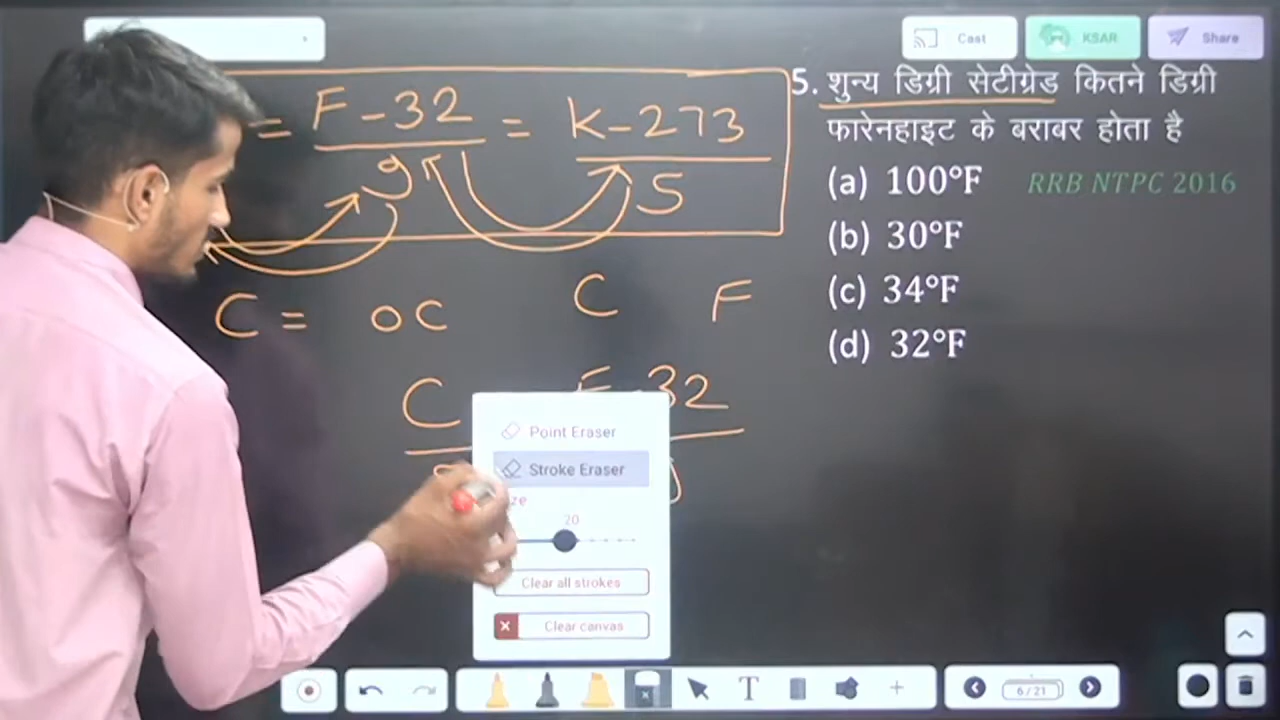 Cast
KSAR
Share
= F - 32 / 9 = K - 273 / 5
C = 0C
C F
C 32
5. शुन्य डिग्री सेटीग्रेड कितने डिग्री
फारेनहाइट के बराबर होता है
(a) 100°F RRB NTPC 2016
(b) 30°F
(c) 34°F
(d) 32°F
Point Eraser
Stroke Eraser
20
Clear all strokes
Clear canvas
T
6/21